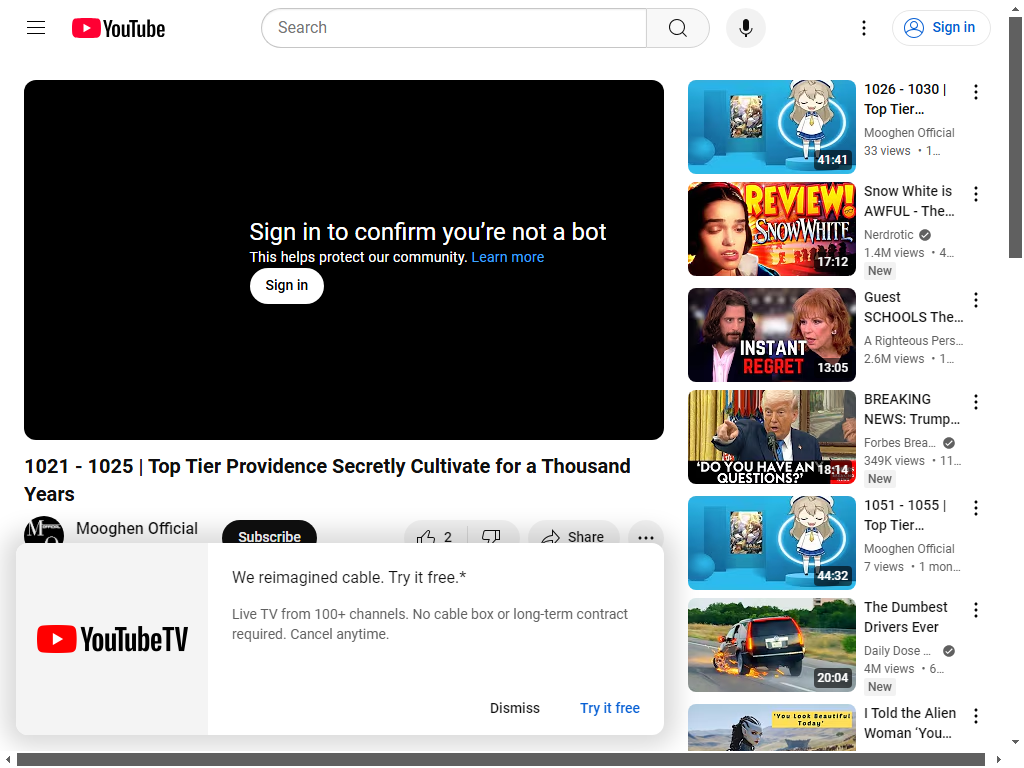 YouTube
Search
Sign in
Sign in to confirm you’re not a bot
This helps protect our community. Learn more
Sign in
1021 - 1025 | Top Tier Providence Secretly Cultivate for a Thousand
Years
Mooghen Official
Subscribe
2
Share
We reimagined cable. Try it free.*
Live TV from 100+ channels. No cable box or long-term contract
required. Cancel anytime.
YouTubeTV
Dismiss
Try it free
41:41
1026 - 1030 |
Top Tier…
Mooghen Official
33 views • 1…
REVIEW!
SNOW WHITE
17:12
Snow White is
AWFUL - The…
Nerdrotic
1.4M views • 4…
New
INSTANT
REGRET
13:05
Guest
SCHOOLS The…
A Righteous Pers…
2.6M views • 1…
‘DO YOU HAVE AN
QUESTIONS?’
18:14
BREAKING
NEWS: Trump…
Forbes Brea…
349K views • 11…
New
44:32
1051 - 1055 |
Top Tier…
Mooghen Official
7 views • 1 mon…
20:04
The Dumbest
Drivers Ever
Daily Dose …
4M views • 6…
New
'You Look Beautiful
Today'
I Told the Alien
Woman ‘You…